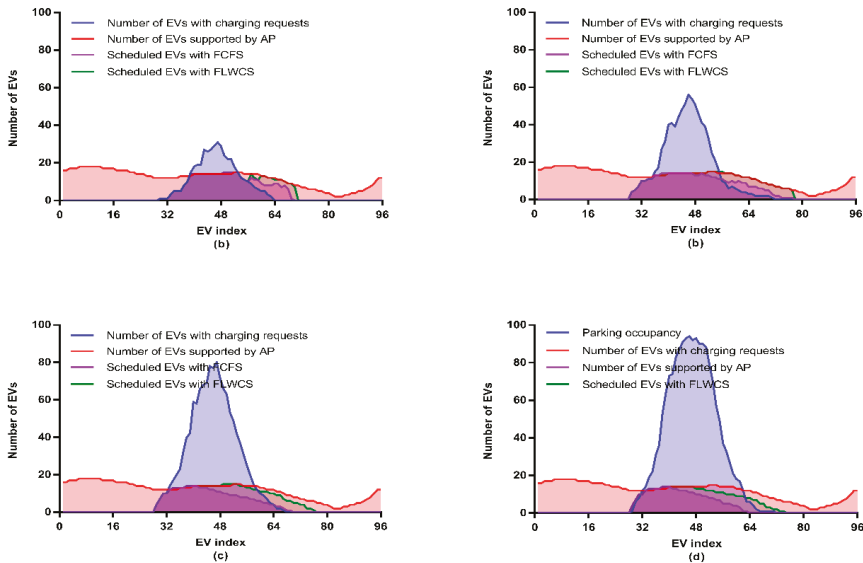 Number of EVs with charging requests
Number of EVs supported by AP
Scheduled EVs with FCFS
Scheduled EVs with FLWCS
Number of EVs
100
80
60
40
20
0
0 16 32 48 64 80 96
EV index
(b)
Number of EVs with charging requests
Number of EVs supported by AP
Scheduled EVs with FCFS
Scheduled EVs with FLWCS
Number of EVs
100
80
60
40
20
0
0 16 32 48 64 80 96
EV index
(b)
Number of EVs with charging requests
Number of EVs supported by AP
Scheduled EVs with FCFS
Scheduled EVs with FLWCS
Number of EVs
100
80
60
40
20
0
0 16 32 48 64 80 96
EV index
(c)
Parking occupancy
Number of EVs with charging requests
Number of EVs supported by AP
Scheduled EVs with FLWCS
Number of EVs
100
80
60
40
20
0
0 16 32 48 64 80 96
EV index
(d)